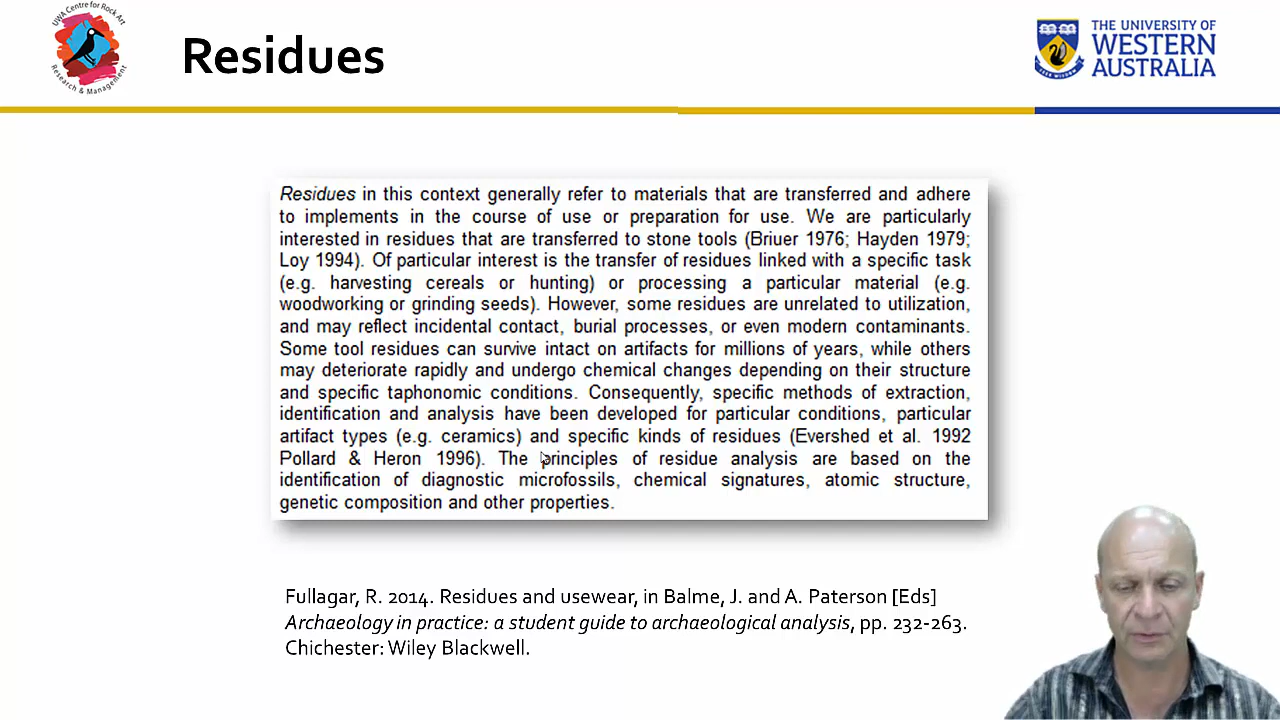 UWA Centre for Rock Art
Research & Management
Residues
THE UNIVERSITY OF
WESTERN
AUSTRALIA
Residues in this context generally refer to materials that are transferred and adhere
to implements in the course of use or preparation for use. We are particularly
interested in residues that are transferred to stone tools (Briuer 1976; Hayden 1979;
Loy 1994). Of particular interest is the transfer of residues linked with a specific task
(e.g. harvesting cereals or hunting) or processing a particular material (e.g.
woodworking or grinding seeds). However, some residues are unrelated to utilization,
and may reflect incidental contact, burial processes, or even modern contaminants.
Some tool residues can survive intact on artifacts for millions of years, while others
may deteriorate rapidly and undergo chemical changes depending on their structure
and specific taphonomic conditions. Consequently, specific methods of extraction,
identification and analysis have been developed for particular conditions, particular
artifact types (e.g. ceramics) and specific kinds of residues (Evershed et al. 1992
Pollard & Heron 1996). The principles of residue analysis are based on the
identification of diagnostic microfossils, chemical signatures, atomic structure,
genetic composition and other properties.
Fullagar, R. 2014. Residues and usewear, in Balme, J. and A. Paterson [Eds]
Archaeology in practice: a student guide to archaeological analysis, pp. 232-263.
Chichester: Wiley Blackwell.